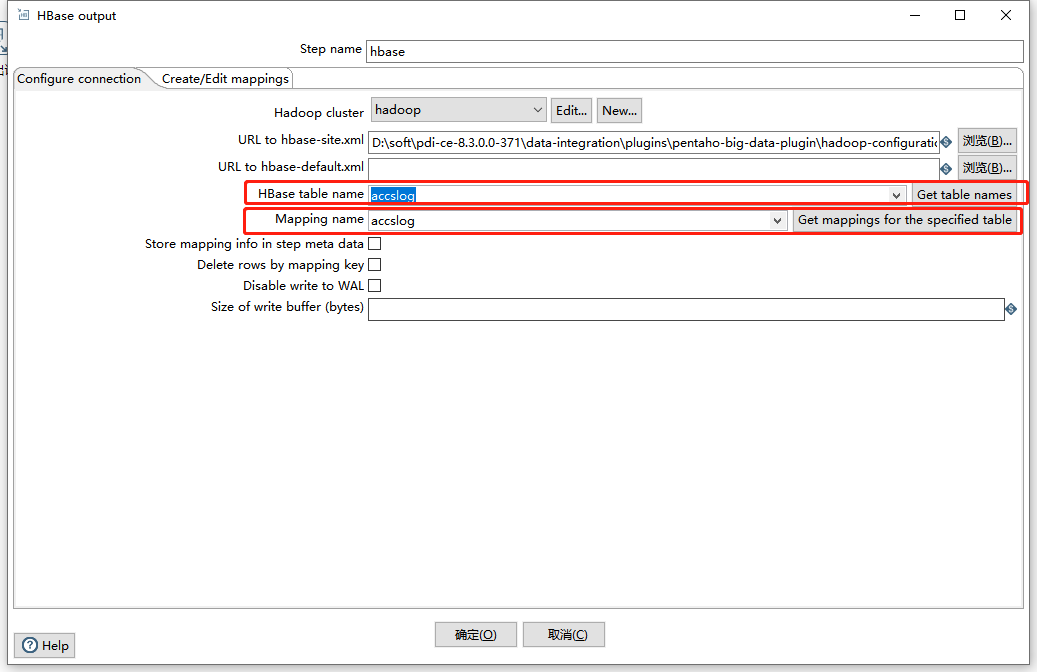 HBase output
Step name hbase
Configure connection Create/Edit mappings
Hadoop cluster hadoop Edit... New...
URL to hbase-site.xml D:\soft\pdi-ce-8.3.0.0-371\data-integration\plugins\pentaho-big-data-plugin\hadoop-configuratic 浏览(B)...
URL to hbase-default.xml 浏览(B)...
HBase table name accslog Get table names
Mapping name accslog Get mappings for the specified table
Store mapping info in step meta data
Delete rows by mapping key
Disable write to WAL
Size of write buffer (bytes)
确定(O) 取消(C)
Help